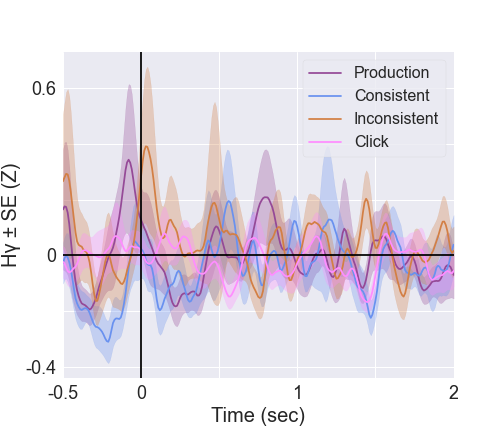 Production
Consistent
Inconsistent
Click
0.6
0
-0.4
Hγ ± SE (Z)
-0.5
0
1
2
Time (sec)